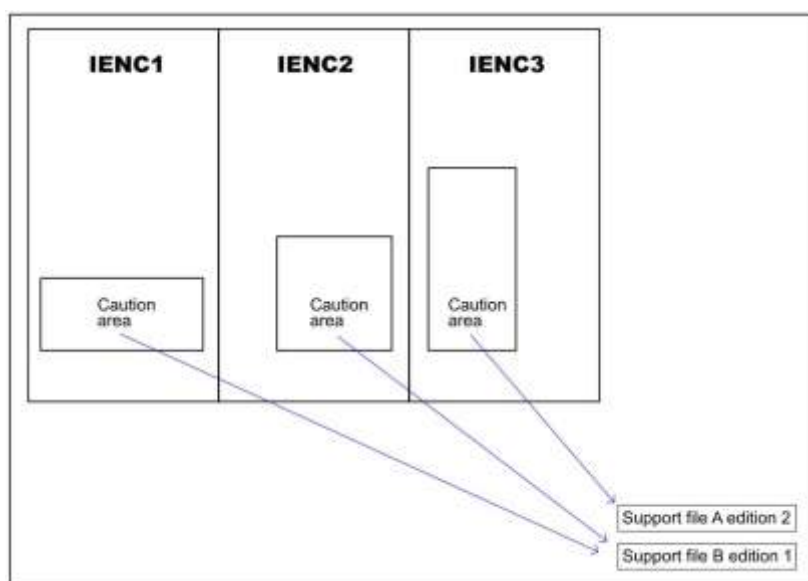 IENC1
IENC2
IENC3
Caution
area
Caution
area
Caution
area
Support file A edition 2
Support file B edition 1